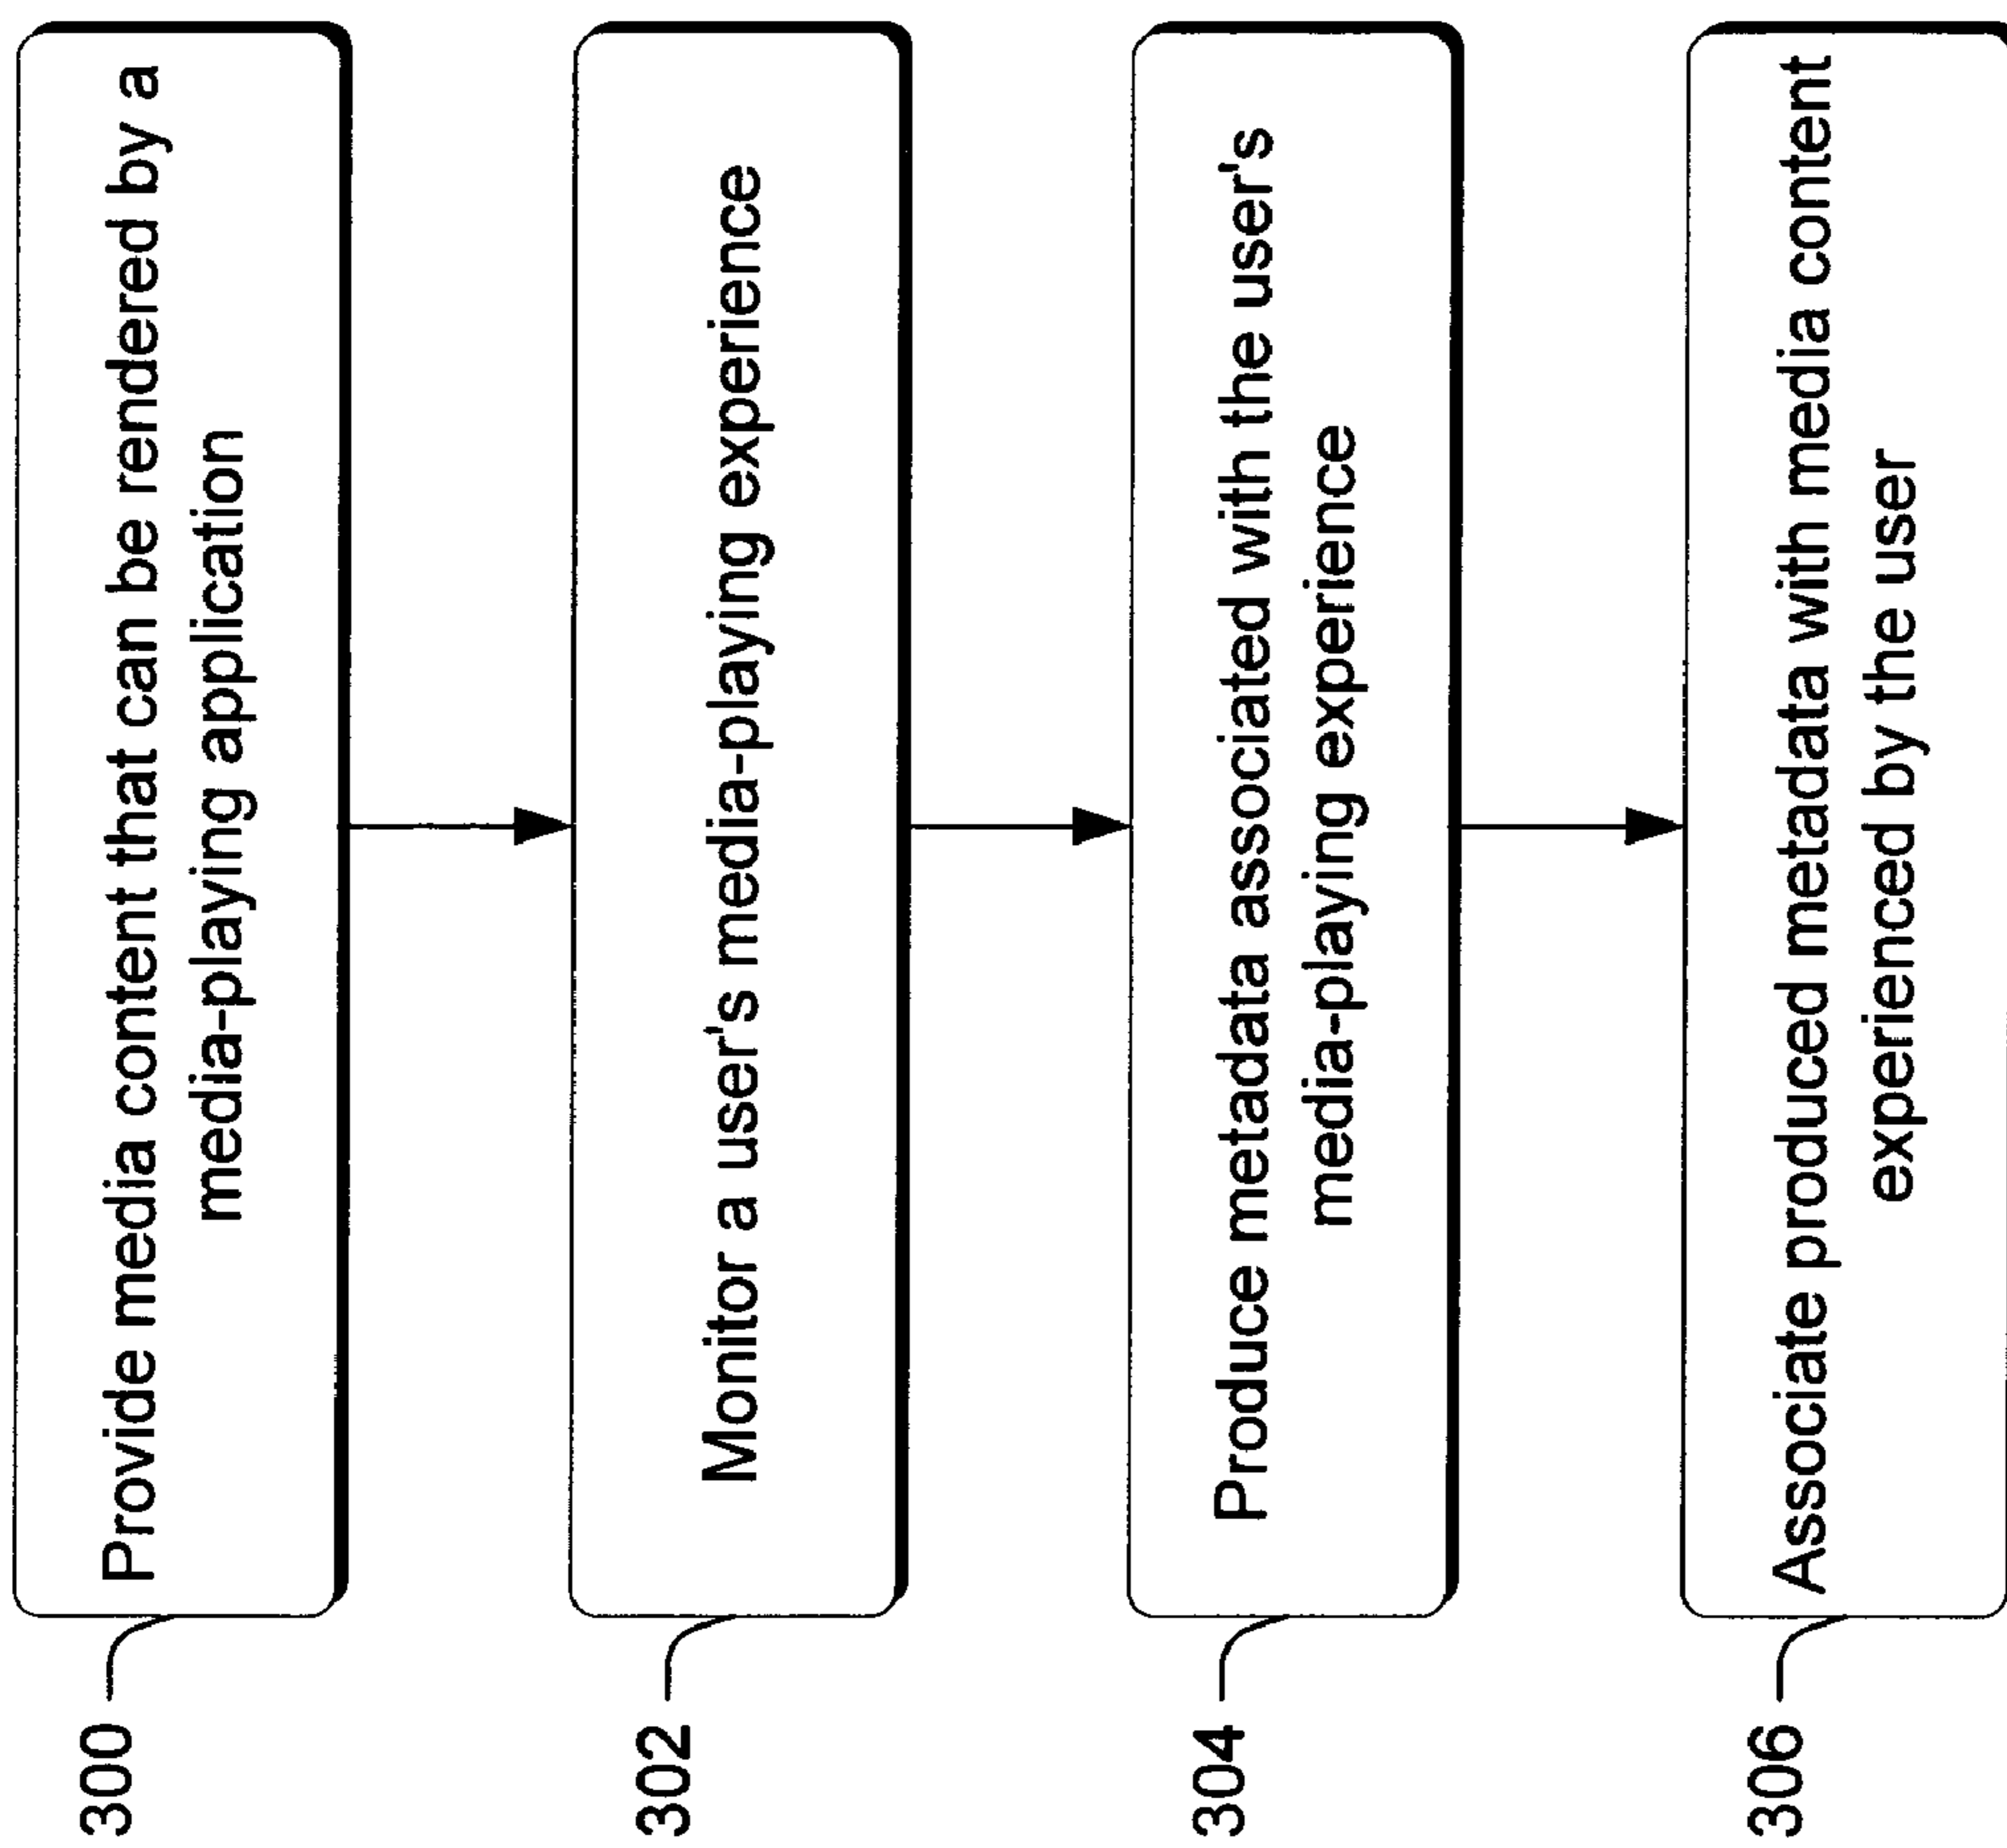 300
Provide media content that can be rendered by a
media-playing application
302
Monitor a user's media-playing experience
304
Produce metadata associated with the user's
media-playing experience
306
Associate produced metadata with media content
experienced by the user